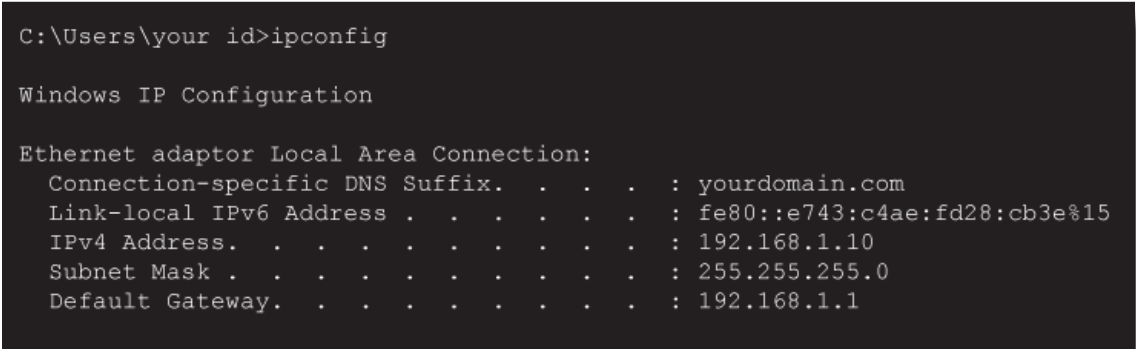 C:\Users\your id>ipconfig
Windows IP Configuration
Ethernet adaptor Local Area Connection:
Connection-specific DNS Suffix. . . . : yourdomain.com
Link-local IPv6 Address . . . . . . : fe80::e743:c4ae:fd28:cb3e%15
IPv4 Address. . . . . . . . . . : 192.168.1.10
Subnet Mask . . . . . . . . . . : 255.255.255.0
Default Gateway. . . . . . . . . : 192.168.1.1